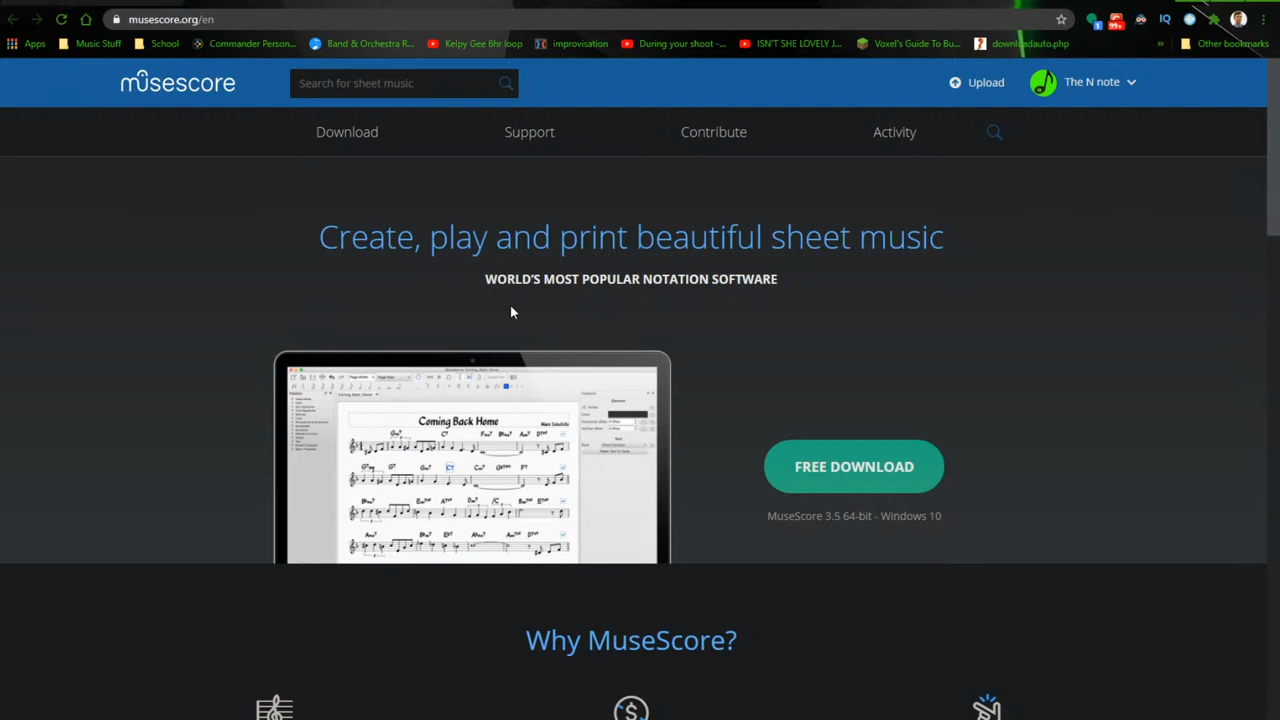 musescore.org/en
Apps Music Stuff School Commander Person... Band & Orchestra R... Kelpy Gee 6hr loop improvisation During your shoot -... ISN'T SHE LOVELY J... Voxel's Guide To Bu... downloadauto.php » Other bookmarks
musescore Search for sheet music Upload The N note
Download Support Contribute Activity
Create, play and print beautiful sheet music
WORLD'S MOST POPULAR NOTATION SOFTWARE
Coming Back Home
FREE DOWNLOAD
MuseScore 3.5 64-bit - Windows 10
Why MuseScore?